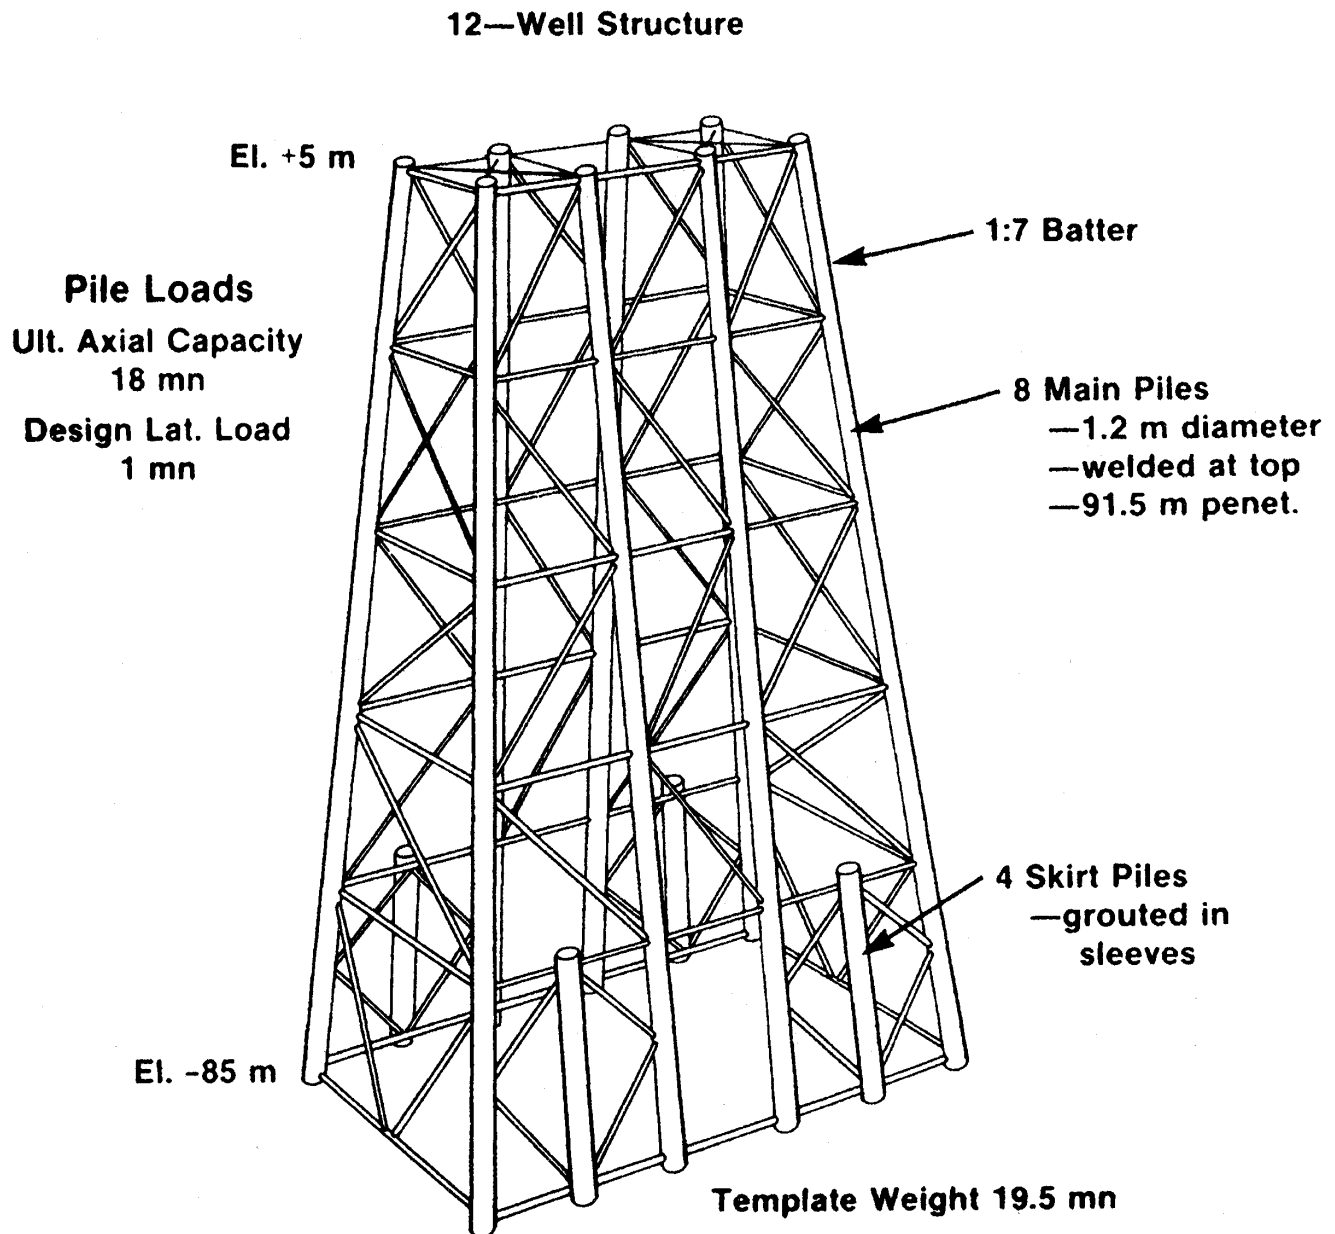 12—Well Structure
El. +5 m
1:7 Batter
Pile Loads
Ult. Axial Capacity
18 mn
Design Lat. Load
1 mn
8 Main Piles
—1.2 m diameter
—welded at top
—91.5 m penet.
4 Skirt Piles
—grouted in
sleeves
El. -85 m
Template Weight 19.5 mn